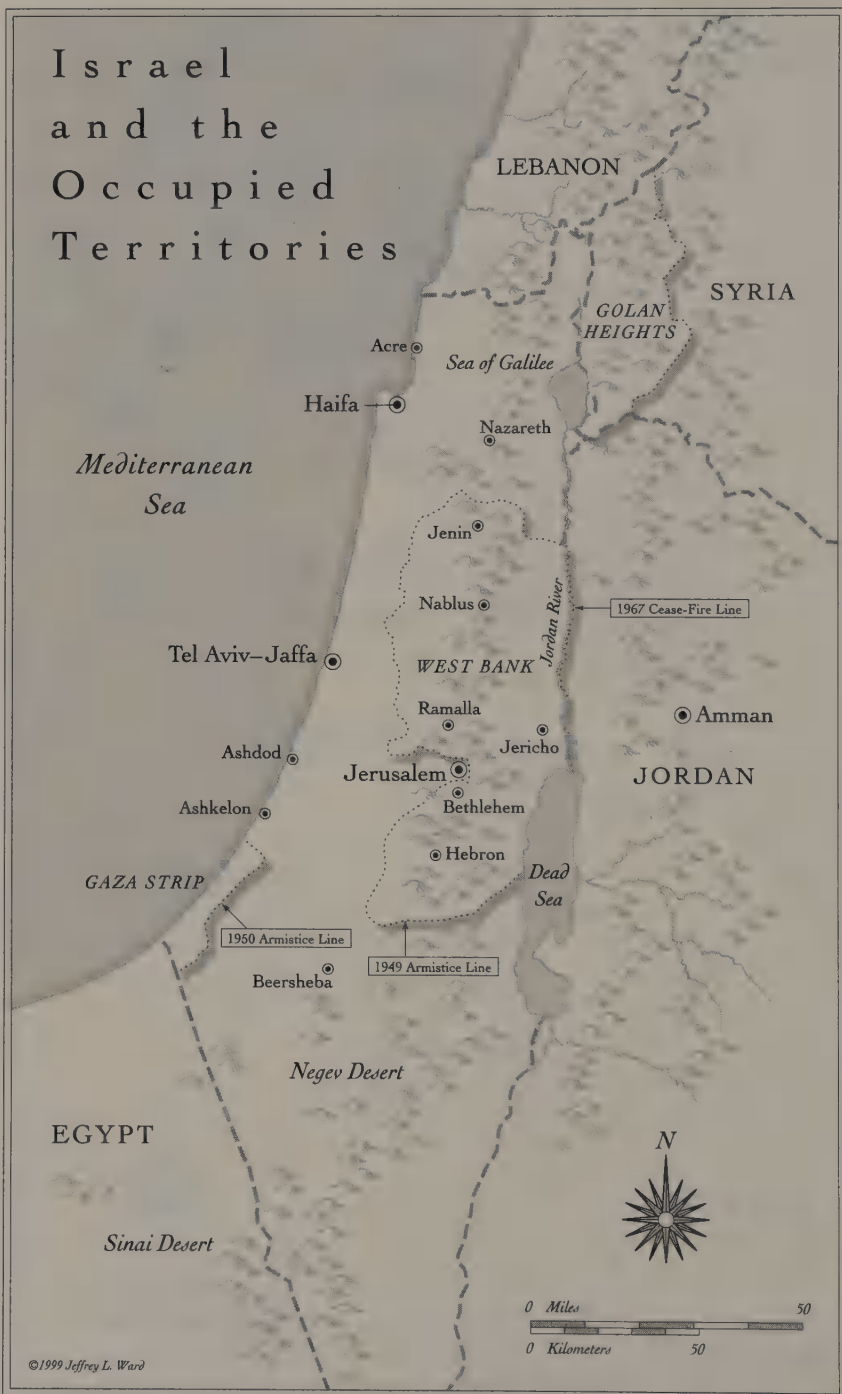 Israel
and the
Occupied
Territories
LEBANON
SYRIA
GOLAN
HEIGHTS
Acre
Sea of Galilee
Haifa
Nazareth
Mediterranean
Sea
Jenin
Nablus
Jordan River
1967 Cease-Fire Line
Tel Aviv–Jaffa
WEST BANK
Ramalla
Amman
Jericho
Ashdod
Jerusalem
JORDAN
Bethlehem
Ashkelon
Hebron
GAZA STRIP
Dead
Sea
1950 Armistice Line
1949 Armistice Line
Beersheba
Negev Desert
EGYPT
N
Sinai Desert
0 Miles 50
0 Kilometers 50
©1999 Jeffrey L. Ward